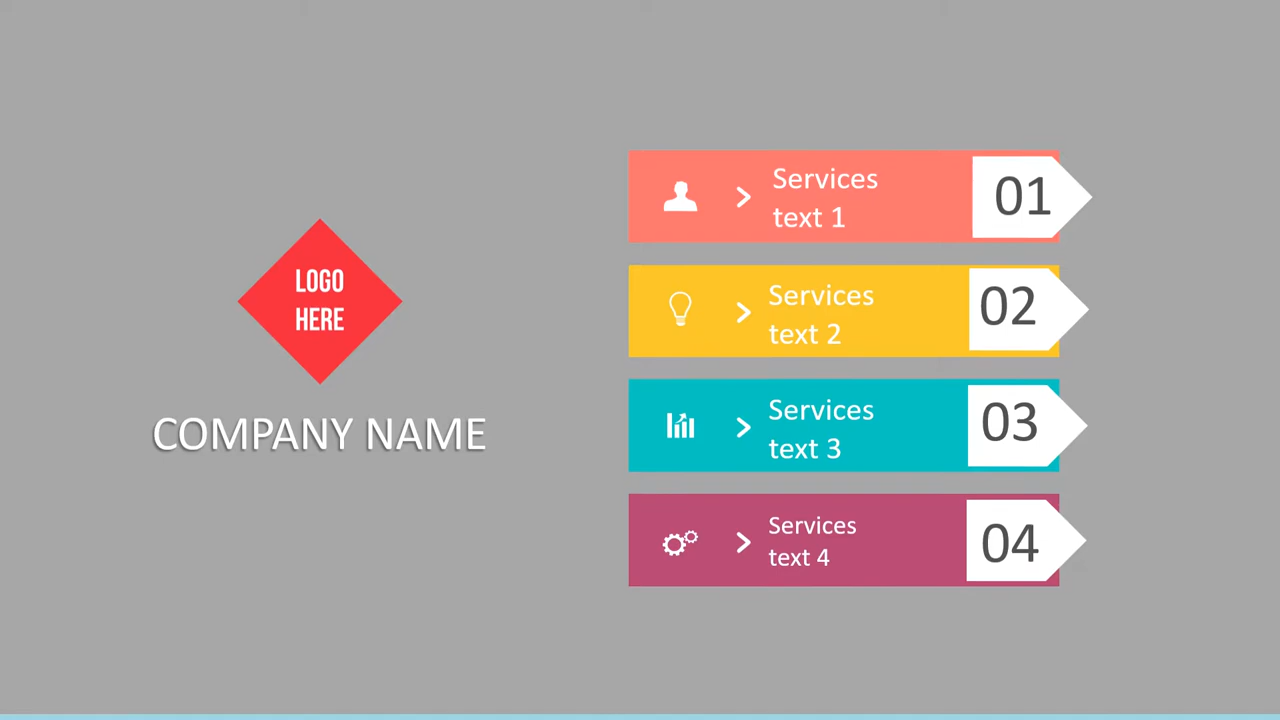 LOGO
HERE
COMPANY NAME
Services
text 1
01
Services
text 2
02
Services
text 3
03
Services
text 4
04